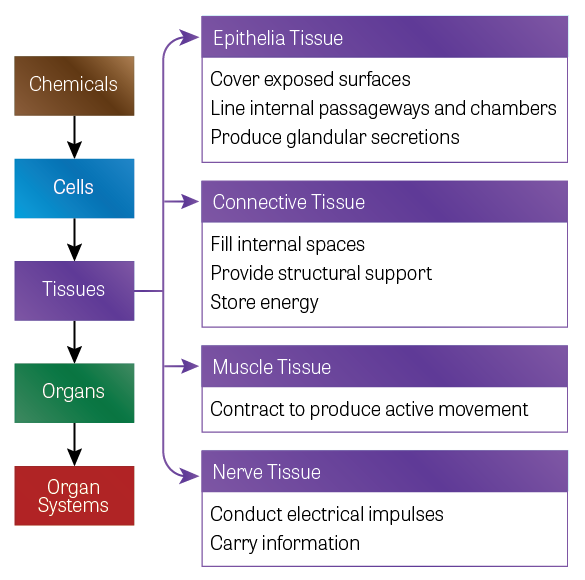 Chemicals
Cells
Tissues
Organs
Organ
Systems
Epithelia Tissue
Cover exposed surfaces
Line internal passageways and chambers
Produce glandular secretions
Connective Tissue
Fill internal spaces
Provide structural support
Store energy
Muscle Tissue
Contract to produce active movement
Nerve Tissue
Conduct electrical impulses
Carry information